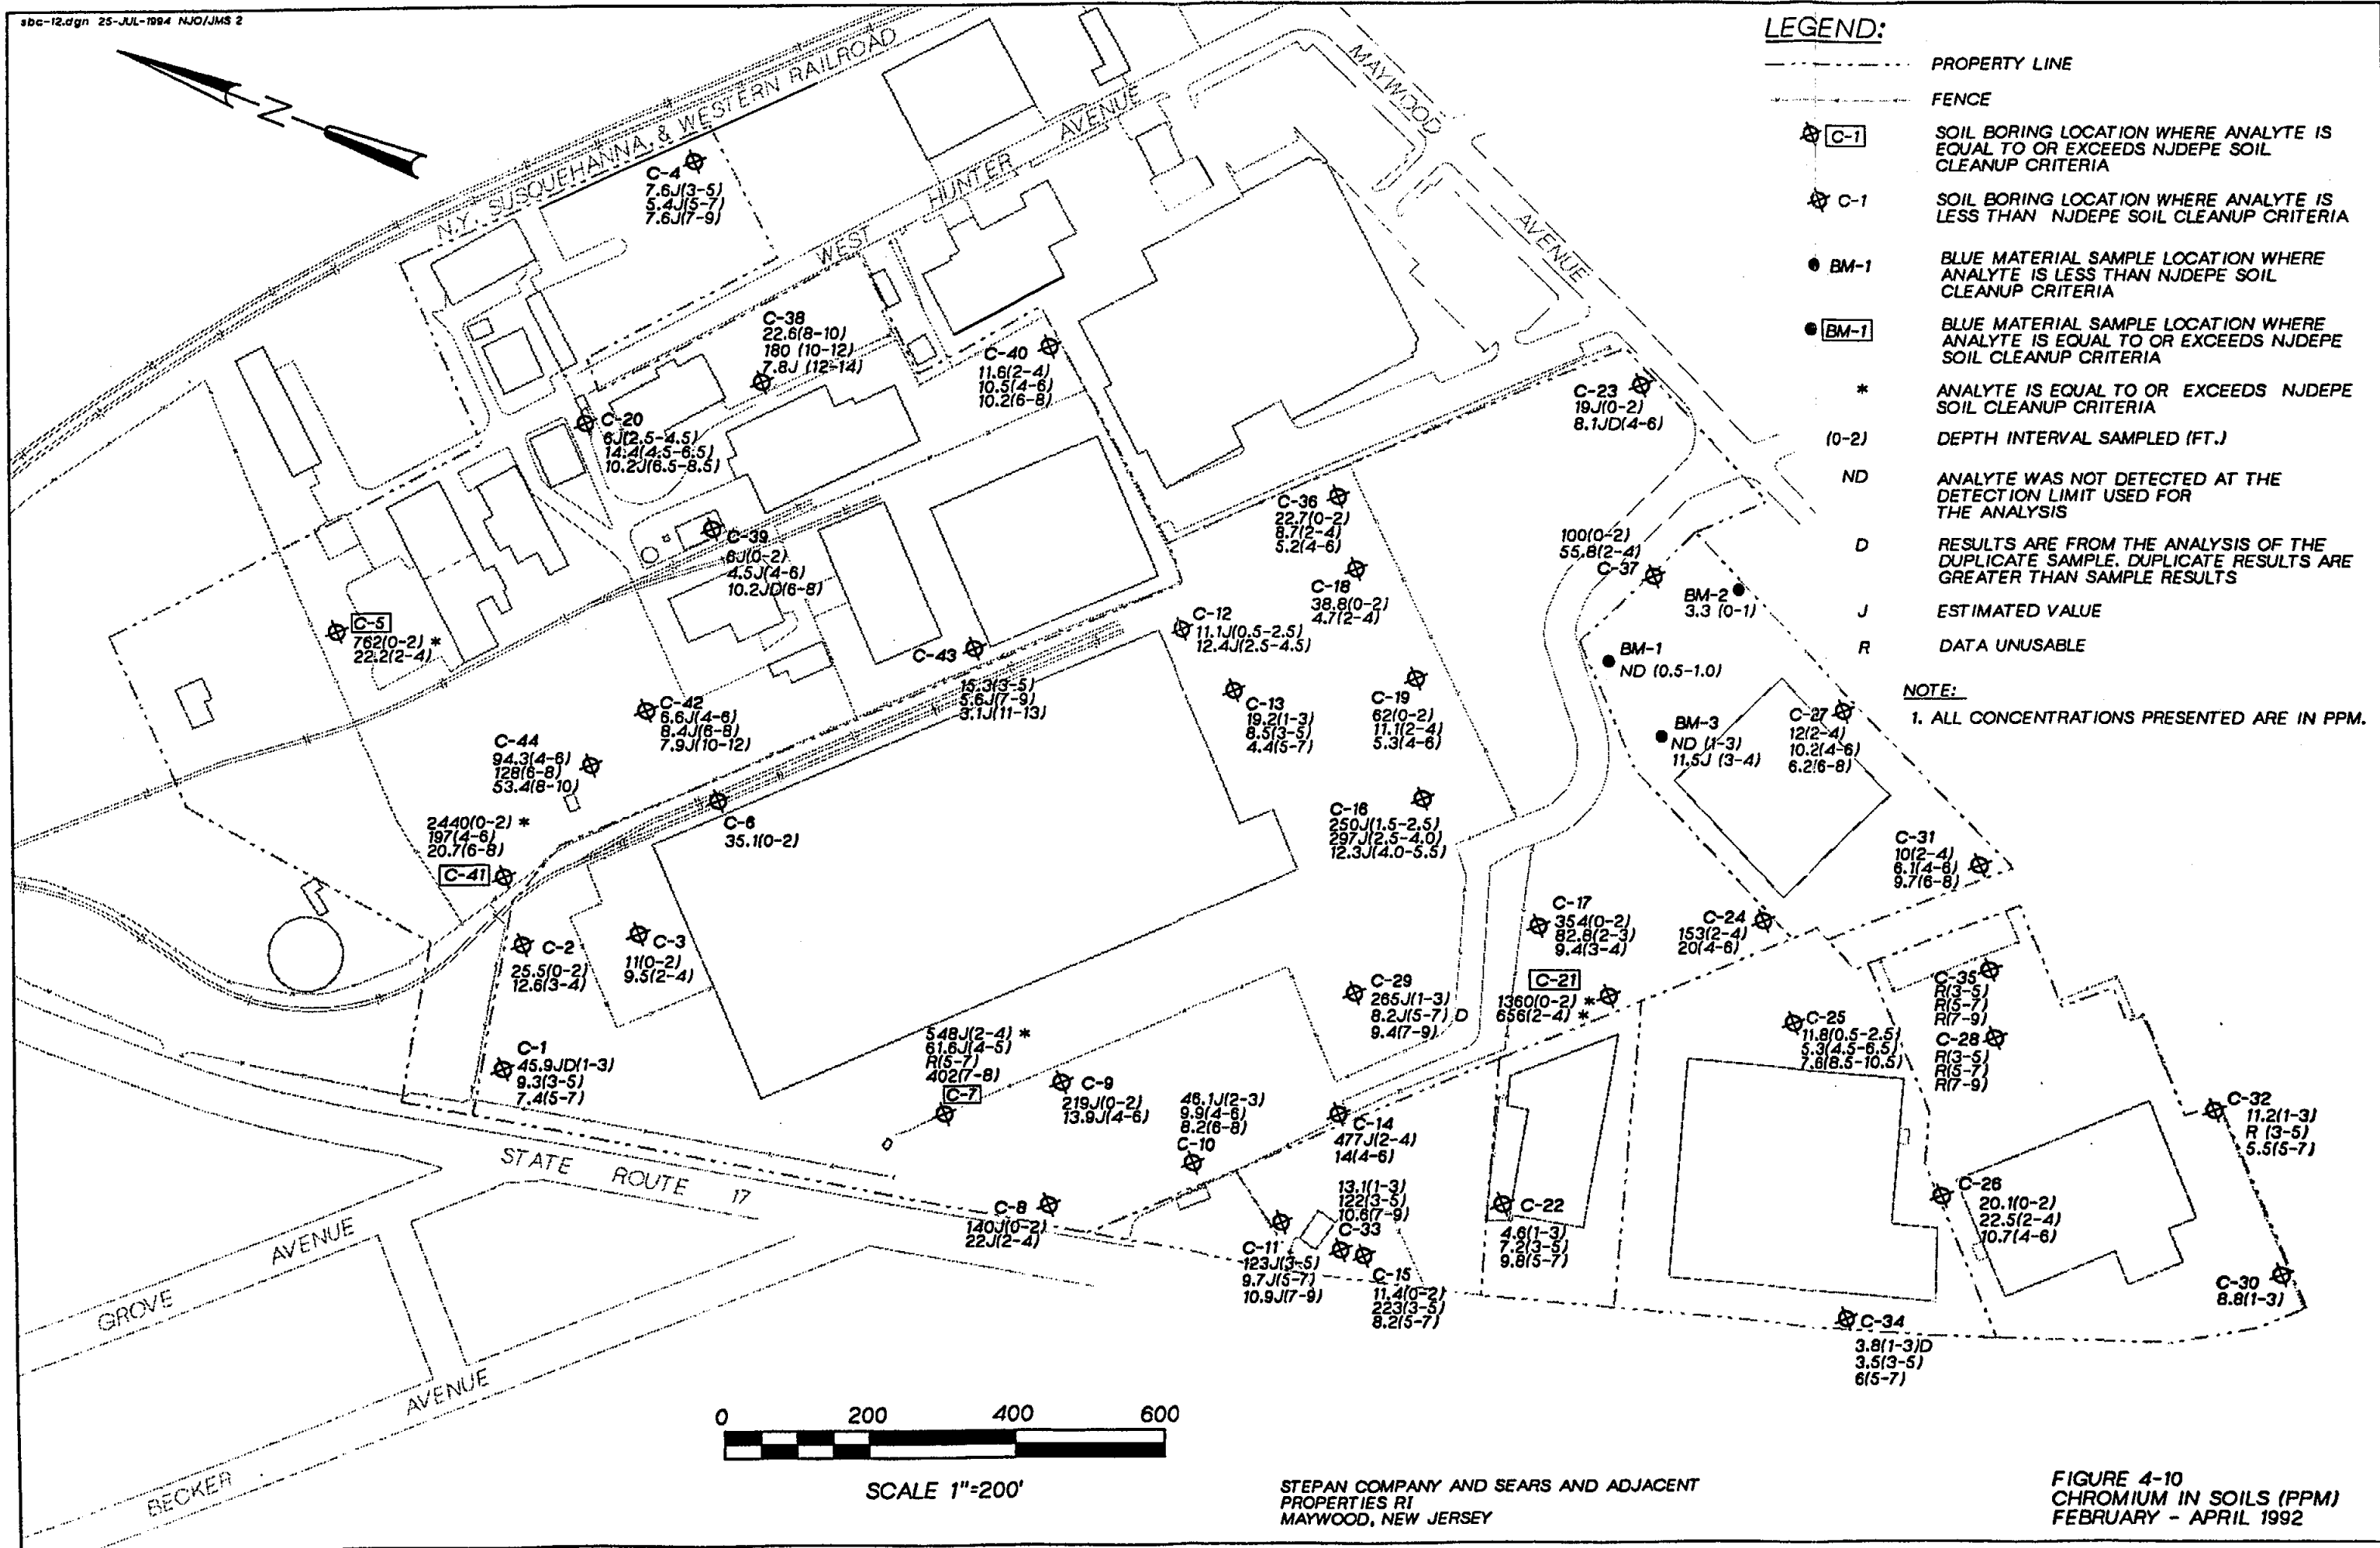 sbc-12.dgn 25-JUL-1994 NJO/JMS 2
N
N.Y. SUSQUEHANNA & WESTERN RAILROAD
WEST HUNTER AVENUE
MAYWOOD AVENUE
C-4
7.6J(3-5)
5.4J(5-7)
7.6J(7-9)
C-38
22.6(8-10)
180 (10-12)
7.8J (12-14)
C-40
11.6(2-4)
10.5(4-6)
10.2(6-8)
C-20
6J(2.5-4.5)
14.4(4.5-6.5)
10.2J(6.5-8.5)
C-39
6J(0-2)
4.5J(4-6)
10.2JD(6-8)
C-23
19J(0-2)
8.1JD(4-6)
C-36
22.7(0-2)
8.7(2-4)
5.2(4-6)
C-18
38.8(0-2)
4.7(2-4)
100(0-2)
55.8(2-4)
C-37
BM-2
3.3 (0-1)
BM-1
ND (0.5-1.0)
BM-3
ND (1-3)
11.5J (3-4)
C-27
12(2-4)
10.2(4-6)
6.2(6-8)
C-5
762(0-2) *
22.2(2-4)
C-12
11.1J(0.5-2.5)
12.4J(2.5-4.5)
C-43
15.3(3-5)
5.6J(7-9)
3.1J(11-13)
C-13
19.2(1-3)
8.5(3-5)
4.4(5-7)
C-19
62(0-2)
11.1(2-4)
5.3(4-6)
C-42
6.6J(4-6)
8.4J(6-8)
7.9J(10-12)
C-44
94.3(4-6)
128(6-8)
53.4(8-10)
2440(0-2) *
197(4-6)
20.7(6-8)
C-41
C-6
35.1(0-2)
C-16
250J(1.5-2.5)
297J(2.5-4.0)
12.3J(4.0-5.5)
C-31
10(2-4)
6.1(4-6)
9.7(6-8)
C-17
354(0-2)
82.8(2-3)
9.4(3-4)
C-24
153(2-4)
20(4-6)
C-2
25.5(0-2)
12.6(3-4)
C-3
11(0-2)
9.5(2-4)
C-29
265J(1-3)
8.2J(5-7) D
9.4(7-9)
C-21
1360(0-2) *
656(2-4) *
C-35
R(3-5)
R(5-7)
R(7-9)
C-28
R(3-5)
R(5-7)
R(7-9)
C-25
11.8(0.5-2.5)
5.3(4.5-6.5)
7.6(8.5-10.5)
C-1
45.9JD(1-3)
9.3(3-5)
7.4(5-7)
548J(2-4) *
61.6J(4-5)
R(5-7)
402(7-8)
C-7
C-9
219J(0-2)
13.9J(4-6)
46.1J(2-3)
9.9(4-6)
8.2(6-8)
C-10
C-14
477J(2-4)
14(4-6)
C-32
11.2(1-3)
R (3-5)
5.5(5-7)
C-8
140J(0-2)
22J(2-4)
13.1(1-3)
122(3-5)
10.6(7-9)
C-33
C-11
123J(3-5)
9.7J(5-7)
10.9J(7-9)
C-15
11.4(0-2)
223(3-5)
8.2(5-7)
C-22
4.6(1-3)
7.2(3-5)
9.8(5-7)
C-26
20.1(0-2)
22.5(2-4)
10.7(4-6)
C-30
8.8(1-3)
C-34
3.8(1-3)D
3.5(3-5)
6(5-7)
STATE ROUTE 17
GROVE AVENUE
BECKER AVENUE
0 200 400 600
SCALE 1"=200'
LEGEND:
PROPERTY LINE
FENCE
C-1 SOIL BORING LOCATION WHERE ANALYTE IS
EQUAL TO OR EXCEEDS NJDEPE SOIL
CLEANUP CRITERIA
C-1 SOIL BORING LOCATION WHERE ANALYTE IS
LESS THAN NJDEPE SOIL CLEANUP CRITERIA
BM-1 BLUE MATERIAL SAMPLE LOCATION WHERE
ANALYTE IS LESS THAN NJDEPE SOIL
CLEANUP CRITERIA
BM-1 BLUE MATERIAL SAMPLE LOCATION WHERE
ANALYTE IS EQUAL TO OR EXCEEDS NJDEPE
SOIL CLEANUP CRITERIA
* ANALYTE IS EQUAL TO OR EXCEEDS NJDEPE
SOIL CLEANUP CRITERIA
(0-2) DEPTH INTERVAL SAMPLED (FT.)
ND ANALYTE WAS NOT DETECTED AT THE
DETECTION LIMIT USED FOR
THE ANALYSIS
D RESULTS ARE FROM THE ANALYSIS OF THE
DUPLICATE SAMPLE. DUPLICATE RESULTS ARE
GREATER THAN SAMPLE RESULTS
J ESTIMATED VALUE
R DATA UNUSABLE
NOTE:
1. ALL CONCENTRATIONS PRESENTED ARE IN PPM.
STEPAN COMPANY AND SEARS AND ADJACENT
PROPERTIES RI
MAYWOOD, NEW JERSEY
FIGURE 4-10
CHROMIUM IN SOILS (PPM)
FEBRUARY - APRIL 1992